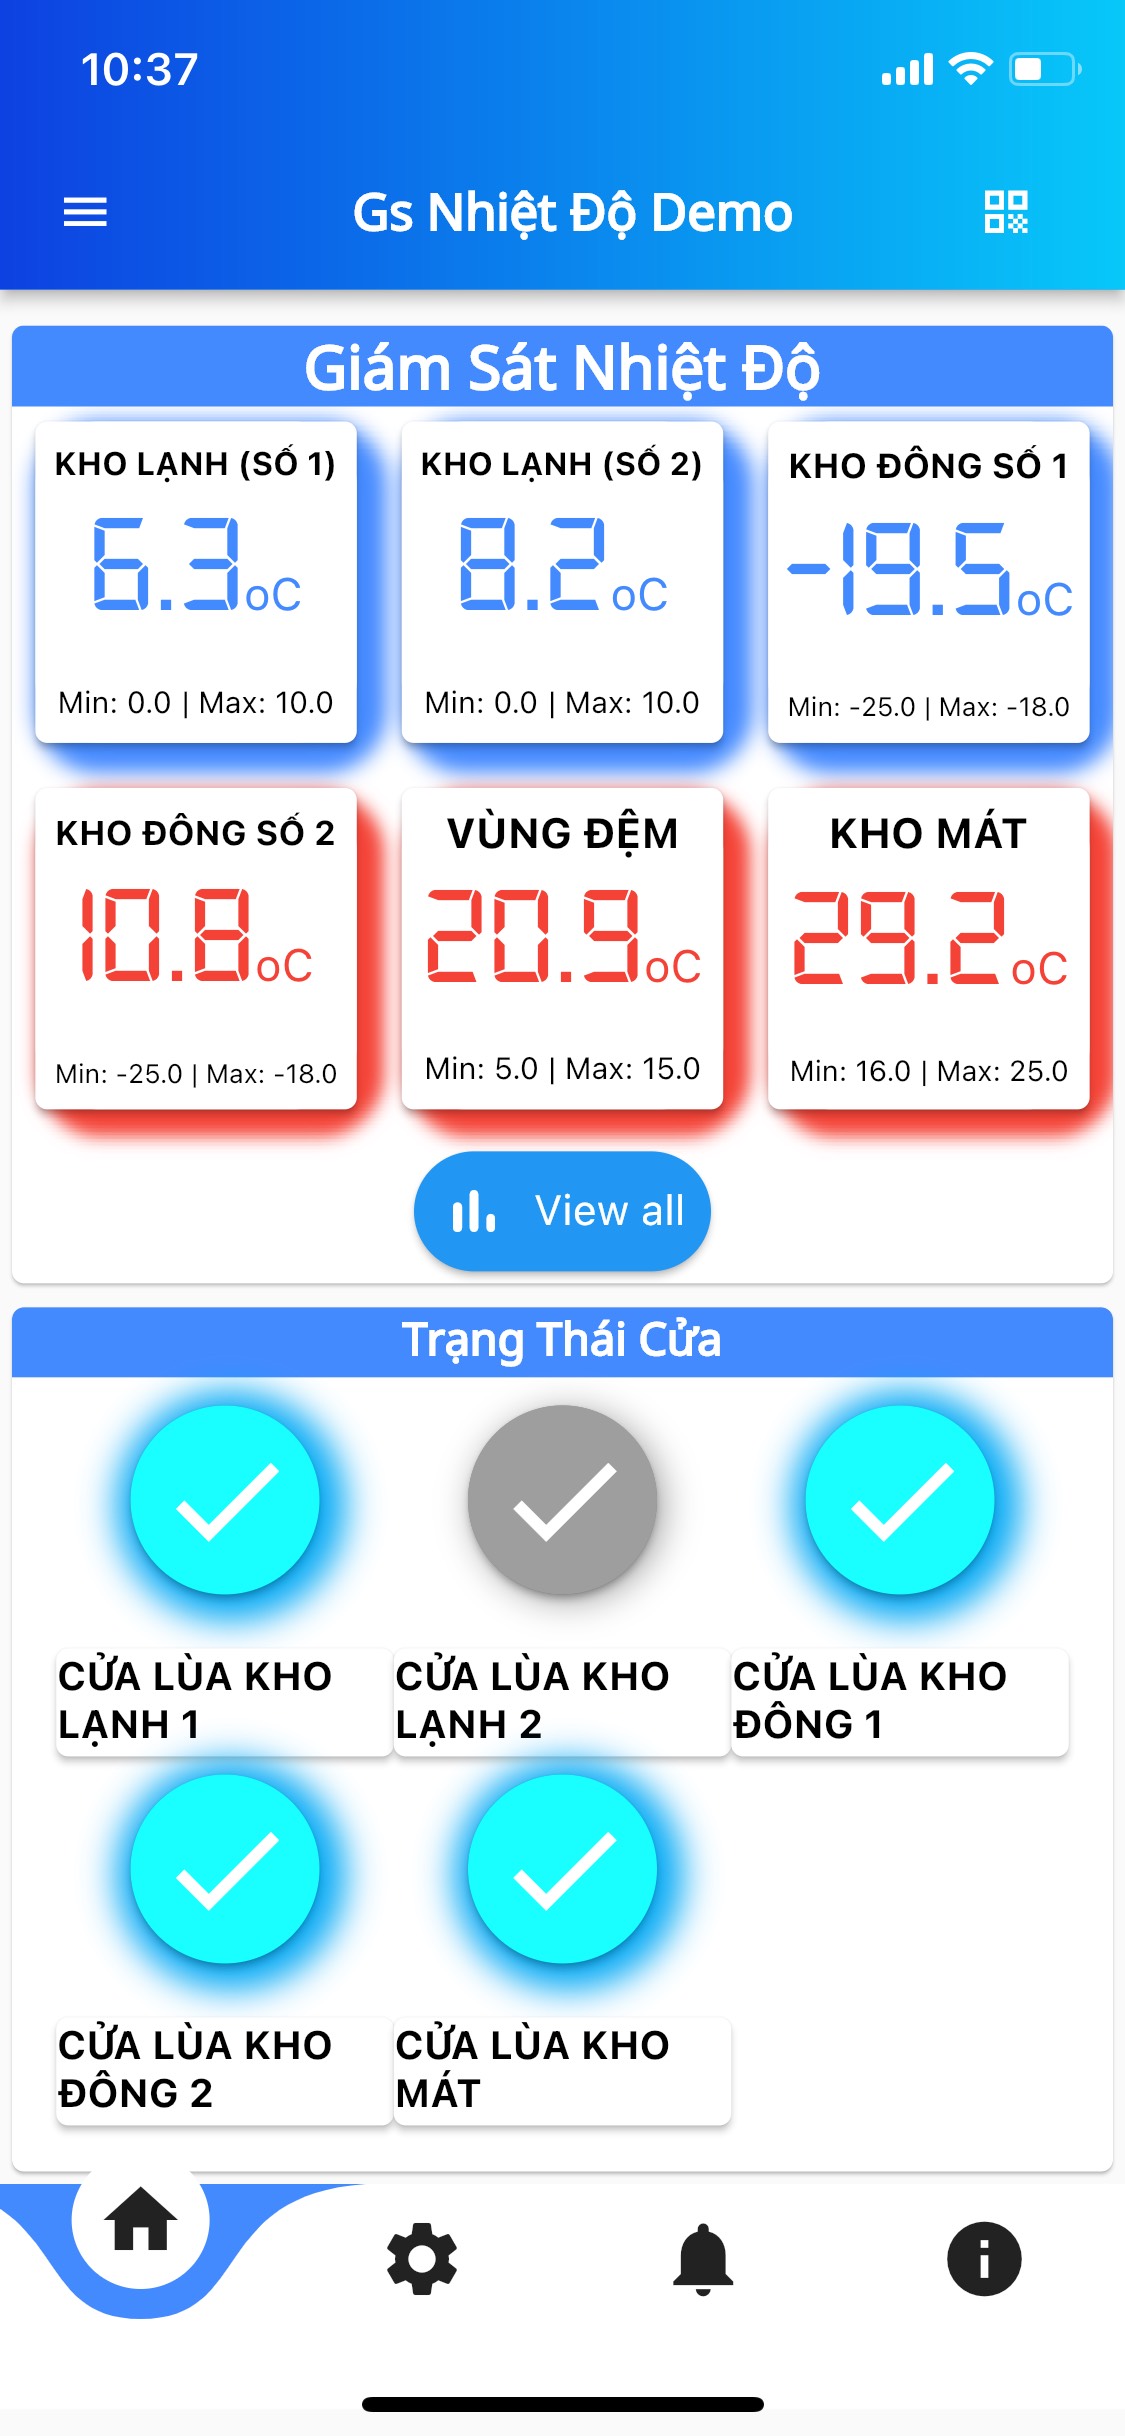 10:37
Gs Nhiệt Độ Demo
Giám Sát Nhiệt Độ
KHO LẠNH (SỐ 1)
6.3oC
Min: 0.0 | Max: 10.0
KHO LẠNH (SỐ 2)
8.2oC
Min: 0.0 | Max: 10.0
KHO ĐÔNG SỐ 1
-19.5oC
Min: -25.0 | Max: -18.0
KHO ĐÔNG SỐ 2
10.8oC
Min: -25.0 | Max: -18.0
VÙNG ĐỆM
20.9oC
Min: 5.0 | Max: 15.0
KHO MÁT
29.2oC
Min: 16.0 | Max: 25.0
View all
Trạng Thái Cửa
CỬA LÙA KHO
LẠNH 1
CỬA LÙA KHO
LẠNH 2
CỬA LÙA KHO
ĐÔNG 1
CỬA LÙA KHO
ĐÔNG 2
CỬA LÙA KHO
MÁT